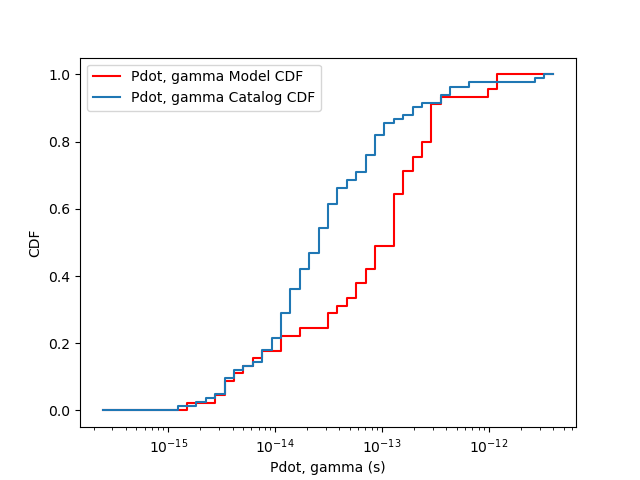 Pdot, gamma Model CDF
Pdot, gamma Catalog CDF
1.0
0.8
0.6
0.4
0.2
0.0
CDF
10⁻¹⁵ 10⁻¹⁴ 10⁻¹³ 10⁻¹²
Pdot, gamma (s)